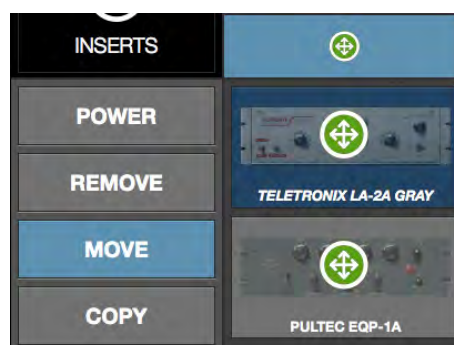 INSERTS
POWER
REMOVE
TELETRONIX LA-2A GRAY
MOVE
COPY
PULTEC EQP-1A